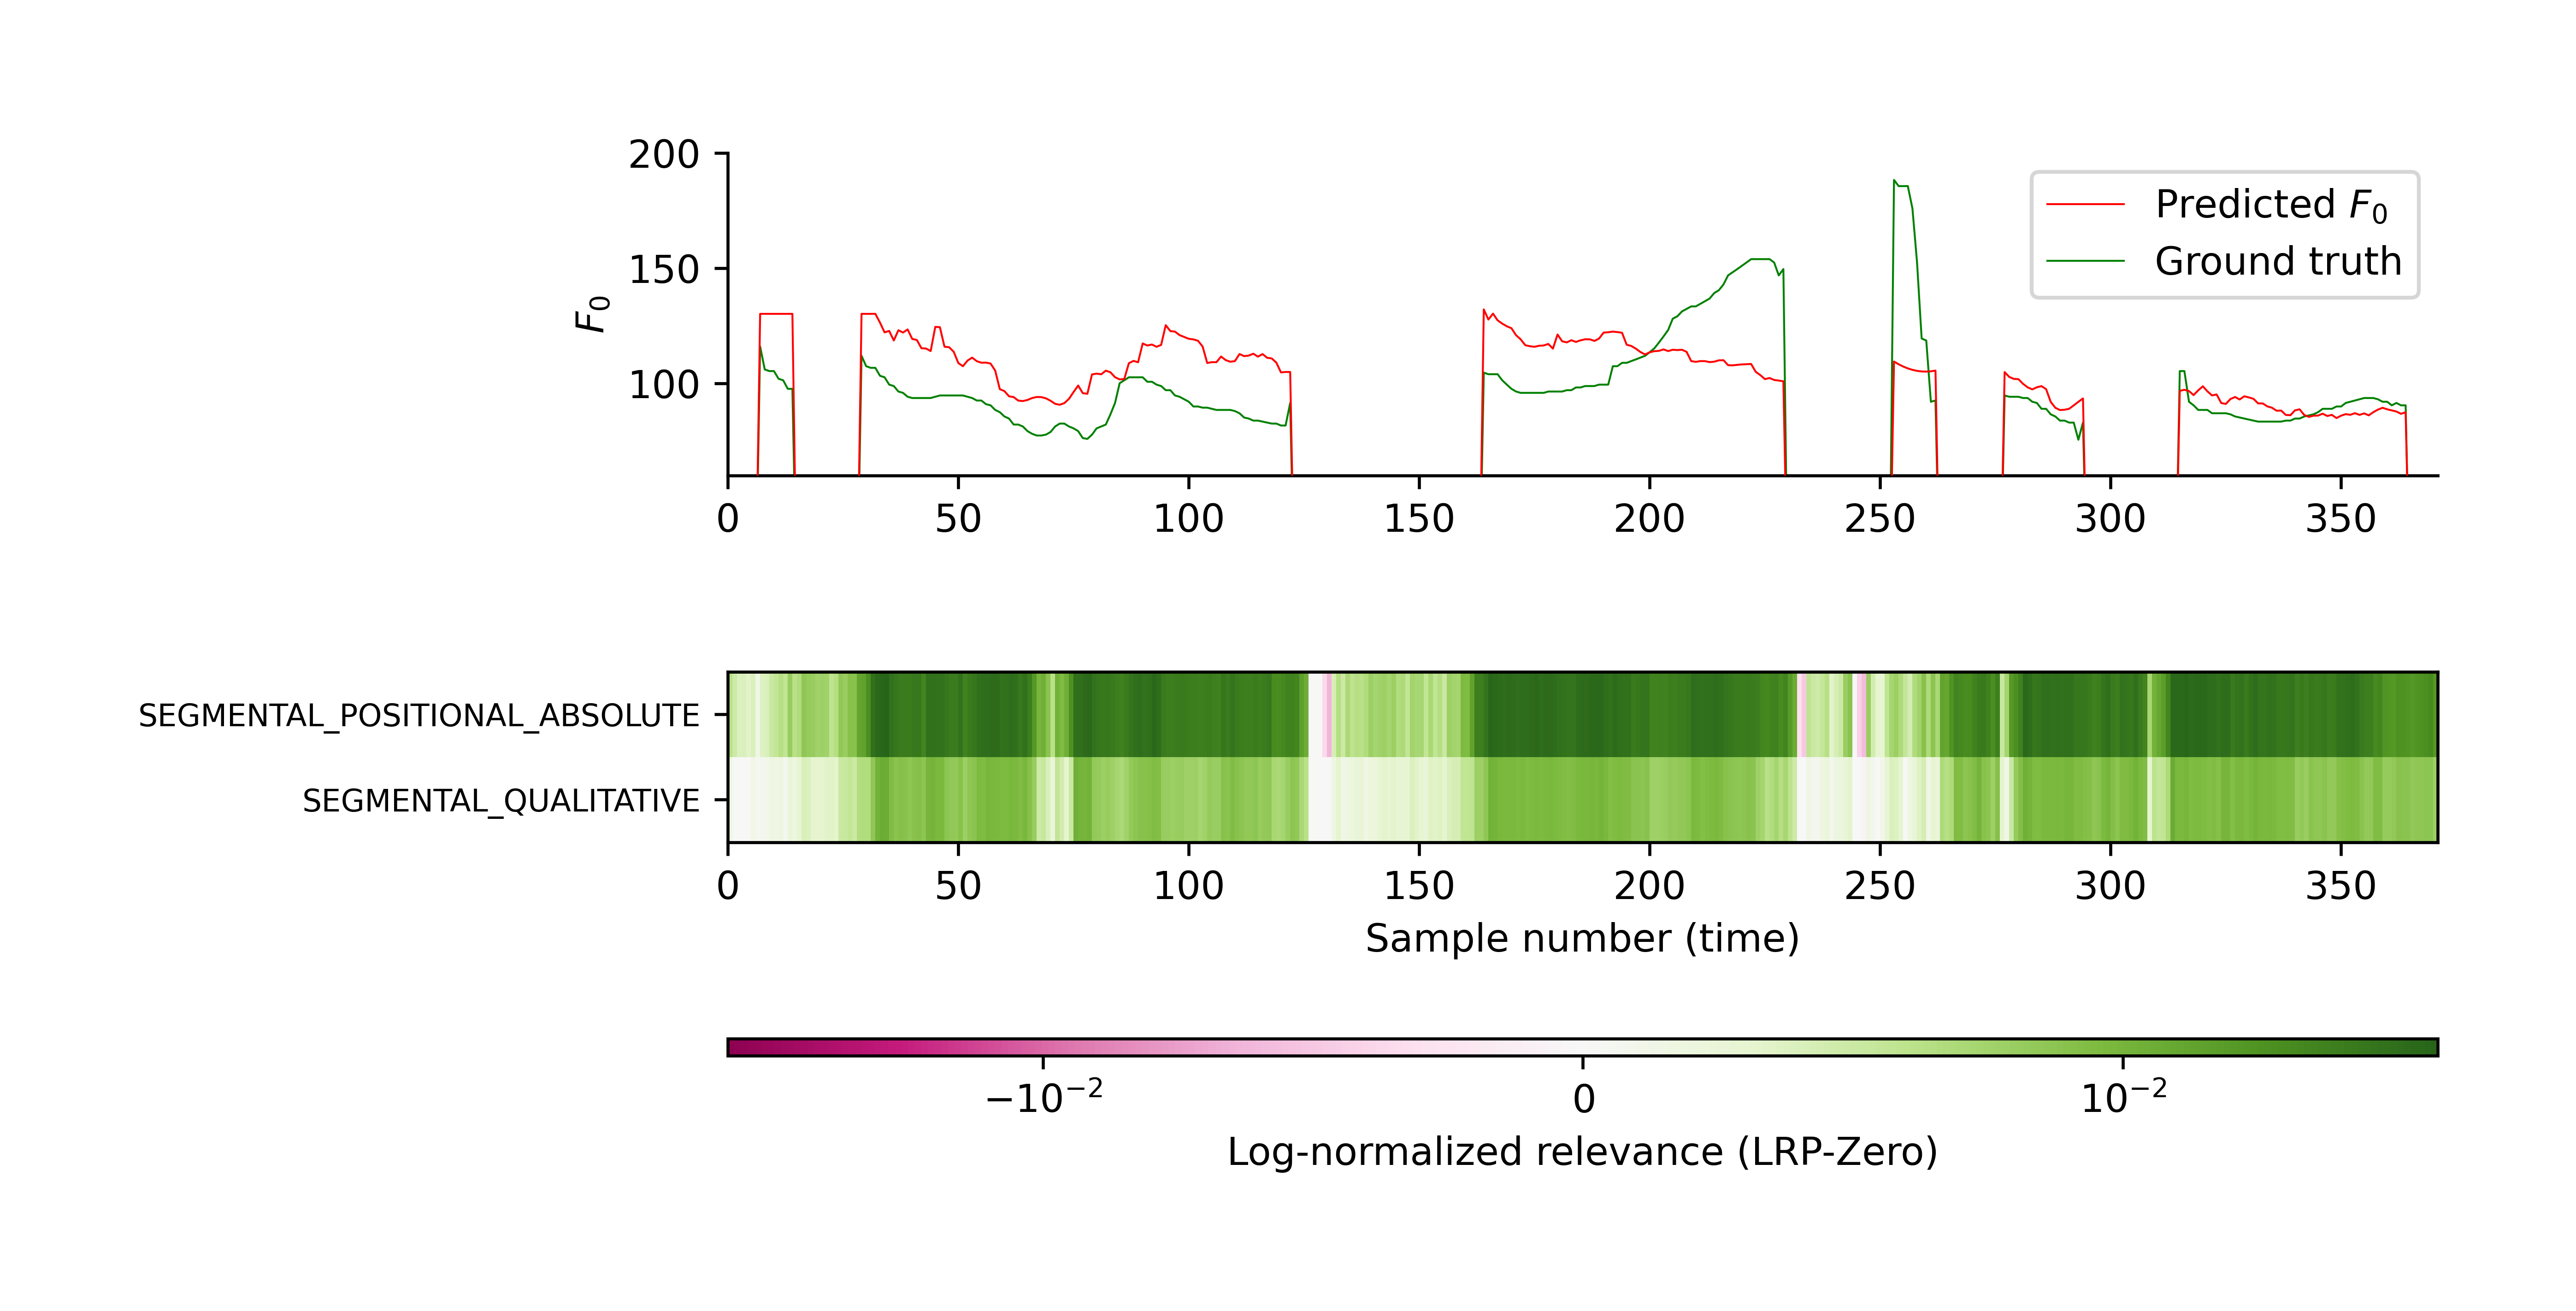 200
150
100
F₀
Predicted F₀
Ground truth
0 50 100 150 200 250 300 350
SEGMENTAL_POSITIONAL_ABSOLUTE
SEGMENTAL_QUALITATIVE
0 50 100 150 200 250 300 350
Sample number (time)
−10⁻² 0 10⁻²
Log-normalized relevance (LRP-Zero)